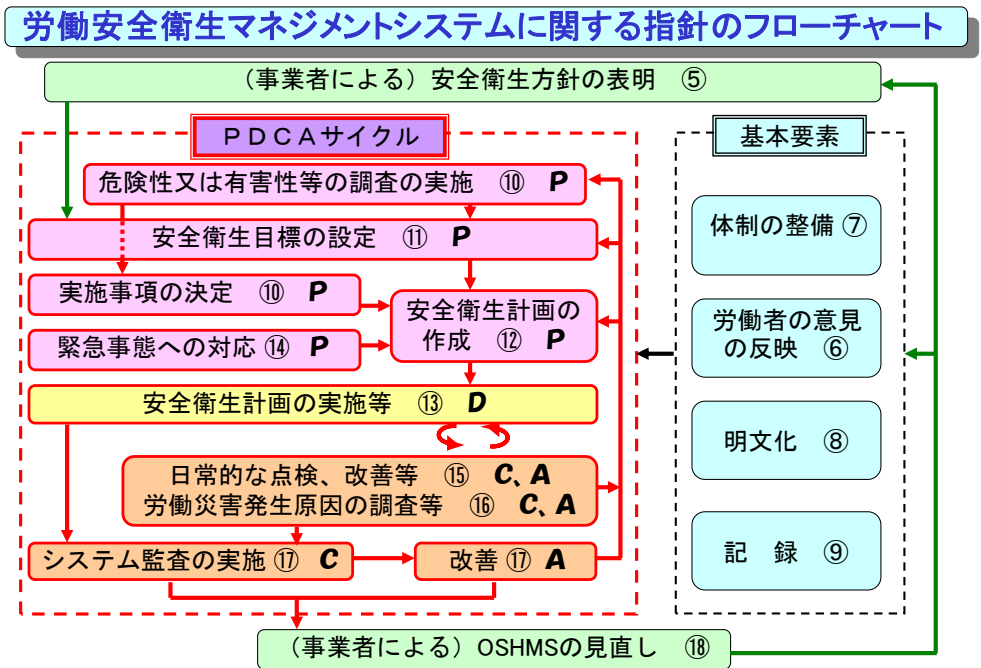 労働安全衛生マネジメントシステムに関する指針のフローチャート
（事業者による）安全衛生方針の表明　⑤
ＰＤＣＡサイクル
危険性又は有害性等の調査の実施　⑩　P
安全衛生目標の設定　⑪　P
実施事項の決定　⑩　P
緊急事態への対応 ⑭　P
安全衛生計画の
作成　⑫　P
安全衛生計画の実施等　⑬　D
日常的な点検、改善等　⑮　C、A
労働災害発生原因の調査等　⑯　C、A
システム監査の実施 ⑰　C
改善 ⑰　A
基本要素
体制の整備 ⑦
労働者の意見
の反映　⑥
明文化　⑧
記　録　⑨
（事業者による）OSHMSの見直し　⑱